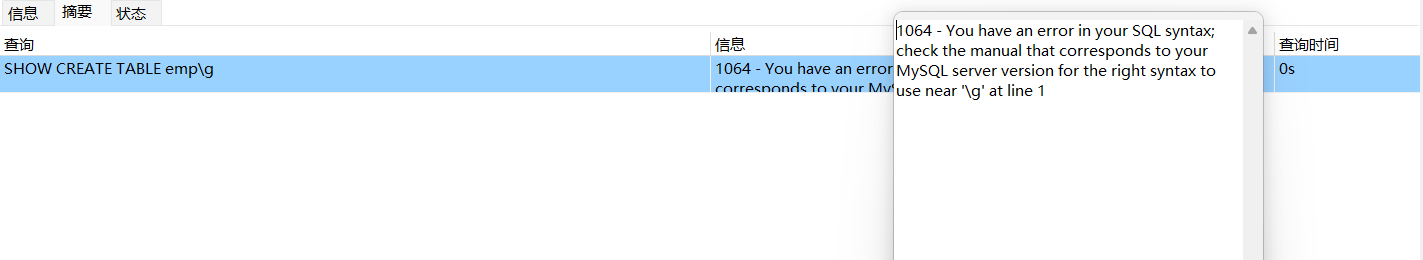 信息 摘要 状态
查询 信息 查询时间
SHOW CREATE TABLE emp\g 1064 - You have an error 0s
corresponds to your MyS
1064 - You have an error in your SQL syntax;
check the manual that corresponds to your
MySQL server version for the right syntax to
use near '\g' at line 1